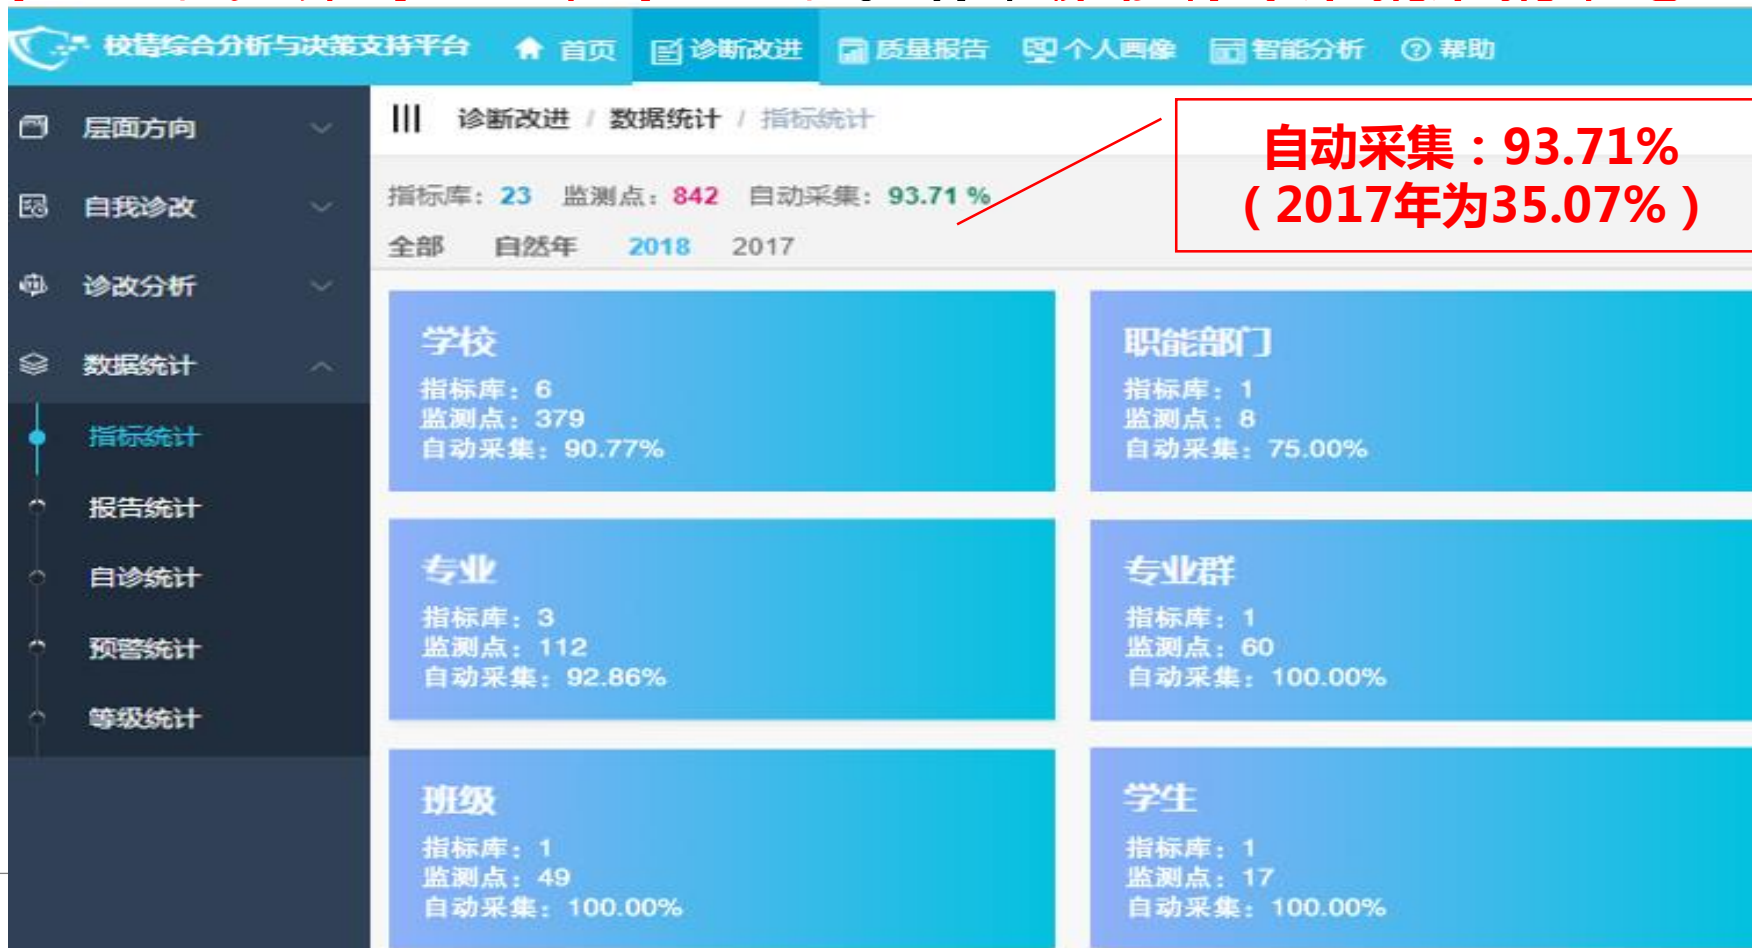 校情综合分析与决策支持平台 首页 诊断改进 质量报告 个人画像 智能分析 帮助
层面方向
自我诊改
诊改分析
数据统计
指标统计
报告统计
自诊统计
预警统计
等级统计
诊断改进 / 数据统计 / 指标统计
指标库: 23 监测点: 842 自动采集: 93.71 %
全部 自然年 2018 2017
自动采集：93.71%
（2017年为35.07%）
学校
指标库: 6
监测点: 379
自动采集: 90.77%
职能部门
指标库: 1
监测点: 8
自动采集: 75.00%
专业
指标库: 3
监测点: 112
自动采集: 92.86%
专业群
指标库: 1
监测点: 60
自动采集: 100.00%
班级
指标库: 1
监测点: 49
自动采集: 100.00%
学生
指标库: 1
监测点: 17
自动采集: 100.00%